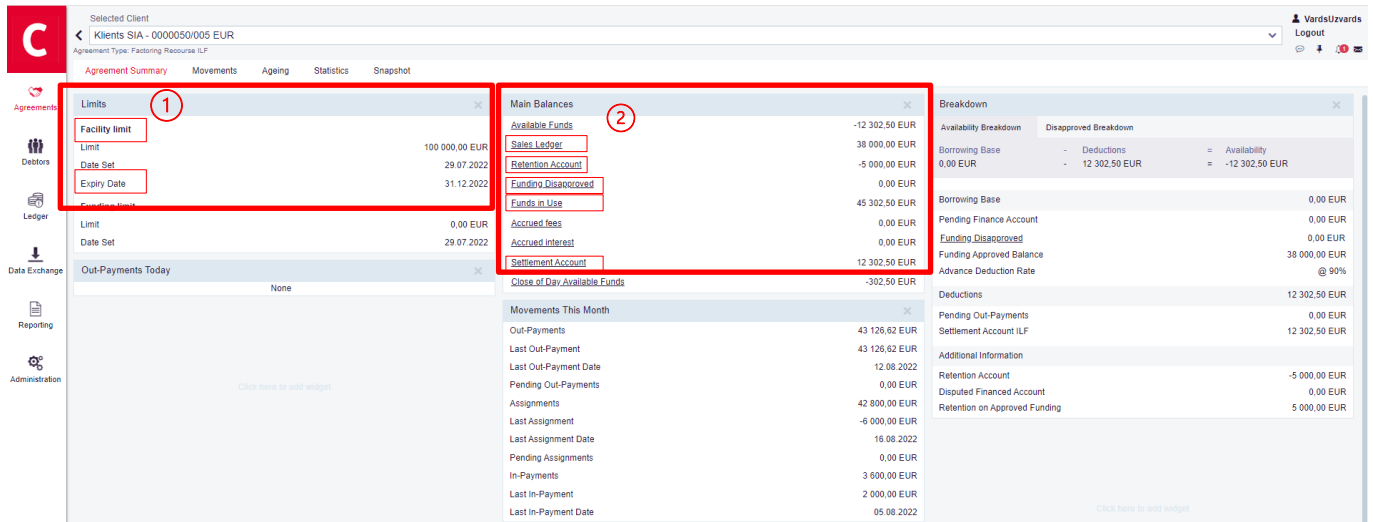 C
Selected Client
Klients SIA - 0000050/005 EUR
Agreement Type: Factoring Recourse ILF
VardsUzvards
Logout
1
Agreement Summary Movements Ageing Statistics Snapshot
Agreements
Debtors
Ledger
Data Exchange
Reporting
Administration
Limits 1
Facility limit
Limit 100 000,00 EUR
Date Set 29.07.2022
Expiry Date 31.12.2022
Funding limit
Limit 0,00 EUR
Date Set 29.07.2022
Out-Payments Today
None
Click here to add widget
Main Balances 2
Available Funds -12 302,50 EUR
Sales Ledger 38 000,00 EUR
Retention Account -5 000,00 EUR
Funding Disapproved 0,00 EUR
Funds in Use 45 302,50 EUR
Accrued fees 0,00 EUR
Accrued interest 0,00 EUR
Settlement Account 12 302,50 EUR
Close of Day Available Funds -302,50 EUR
Movements This Month
Out-Payments 43 126,62 EUR
Last Out-Payment 43 126,62 EUR
Last Out-Payment Date 12.08.2022
Pending Out-Payments 0,00 EUR
Assignments 42 800,00 EUR
Last Assignment -6 000,00 EUR
Last Assignment Date 16.08.2022
Pending Assignments 0,00 EUR
In-Payments 3 600,00 EUR
Last In-Payment 2 000,00 EUR
Last In-Payment Date 05.08.2022
Breakdown
Availability Breakdown Disapproved Breakdown
Borrowing Base - Deductions = Availability
0,00 EUR - 12 302,50 EUR = -12 302,50 EUR
Borrowing Base 0,00 EUR
Pending Finance Account 0,00 EUR
Funding Disapproved 0,00 EUR
Funding Approved Balance 38 000,00 EUR
Advance Deduction Rate @ 90%
Deductions 12 302,50 EUR
Pending Out-Payments 0,00 EUR
Settlement Account ILF 12 302,50 EUR
Additional Information
Retention Account -5 000,00 EUR
Disputed Financed Account 0,00 EUR
Retention on Approved Funding 5 000,00 EUR
Click here to add widget